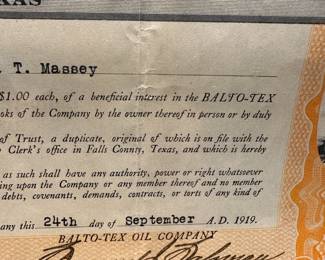 XAS
T. Massey
$1.00 each, of a beneficial interest in the BALTO-TEX
ooks of the Company by the owner thereof in person or by duly
of Trust, a duplicate, original of which is on file with the
Clerk's office in Falls County, Texas, and which is hereby
as such shall have authority, power or right whatsoever
ing upon the Company or any member thereof and no member
debts, covenants, demands, contracts, or torts of any kind of
any this 24th day of September A.D. 1919.
BALTO-TEX OIL COMPANY